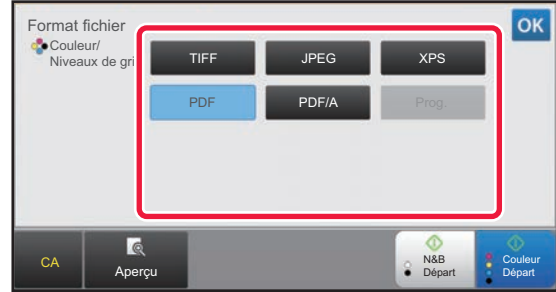 Format fichier
OK
Couleur/
Niveaux de gri
TIFF
JPEG
XPS
PDF
PDF/A
Prog.
CA
Aperçu
N&B
Départ
Couleur
Départ